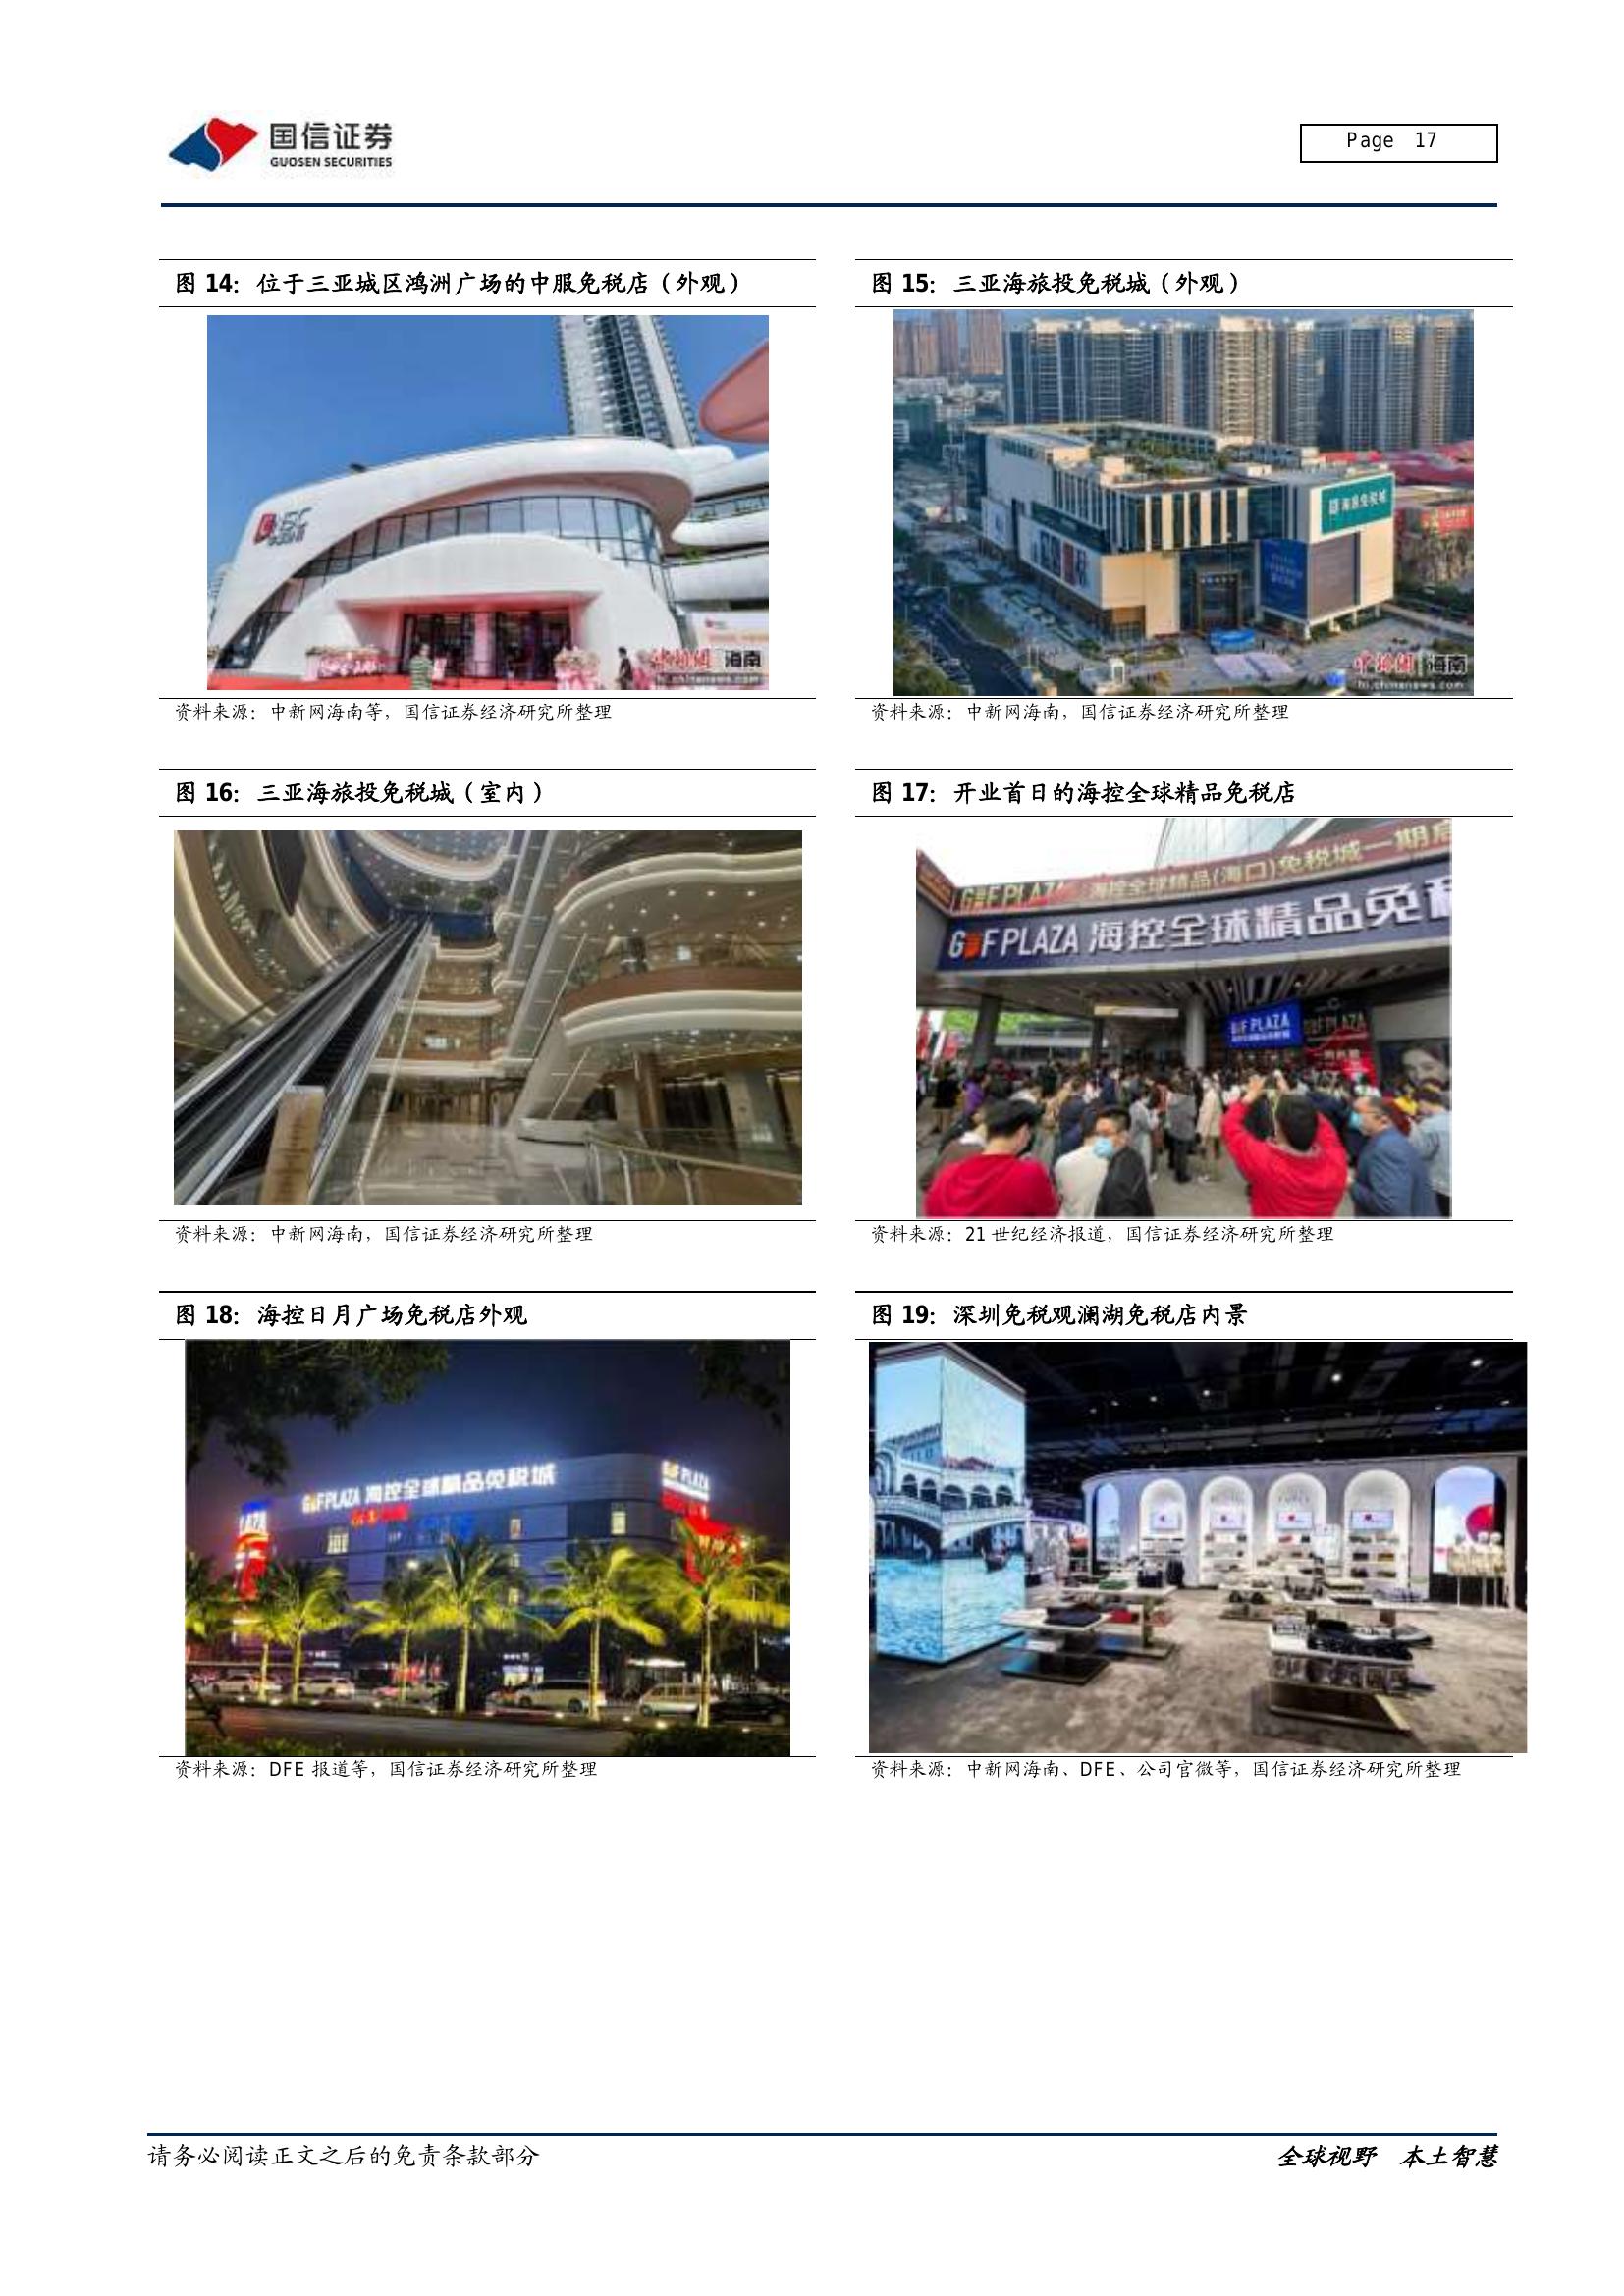 国信证券
GUOSEN SECURITIES
Page 17
图 14：位于三亚城区鸿洲广场的中服免税店（外观）
图 15：三亚海旅投免税城（外观）
海旅免税城
海南
海南
hi.chinanews.com
hi.chinanews.com
资料来源：中新网海南等，国信证券经济研究所整理
资料来源：中新网海南，国信证券经济研究所整理
图 16：三亚海旅投免税城（室内）
图 17：开业首日的海控全球精品免税店
GDF PLAZA 海控全球精品(海口)免税城一期
GDF PLAZA 海控全球精品免
GDF PLAZA
GDF PLAZA
资料来源：中新网海南，国信证券经济研究所整理
资料来源：21 世纪经济报道，国信证券经济研究所整理
图 18：海控日月广场免税店外观
图 19：深圳免税观澜湖免税店内景
GDF PLAZA 海控全球精品免税城
GDF PLAZA
资料来源：DFE 报道等，国信证券经济研究所整理
资料来源：中新网海南、DFE、公司官微等，国信证券经济研究所整理
请务必阅读正文之后的免责条款部分
全球视野 本土智慧